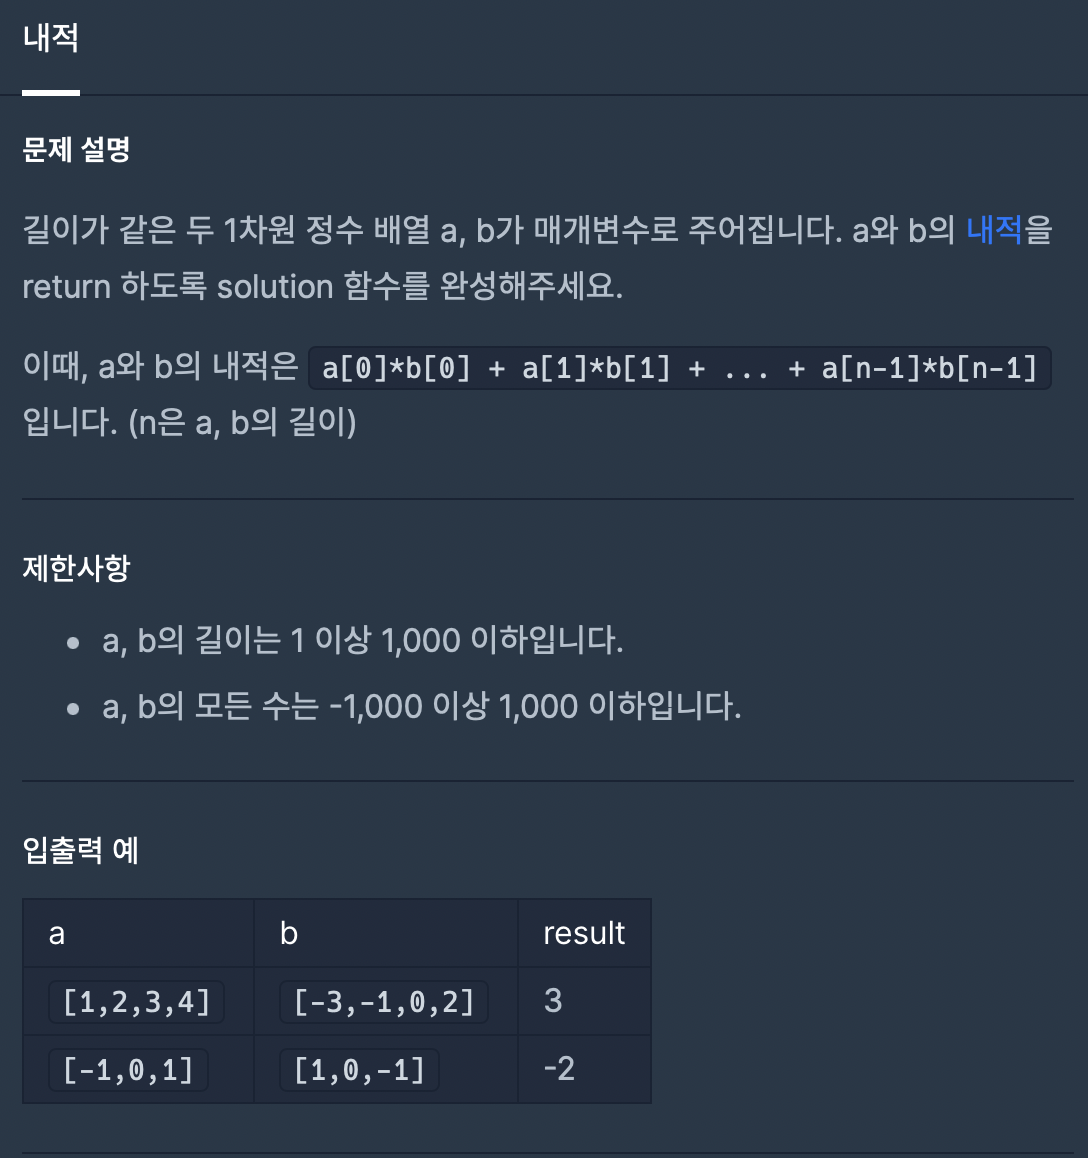 내적
문제 설명
길이가 같은 두 1차원 정수 배열 a, b가 매개변수로 주어집니다. a와 b의 내적을
return 하도록 solution 함수를 완성해주세요.
이때, a와 b의 내적은 a[0]*b[0] + a[1]*b[1] + ... + a[n-1]*b[n-1]
입니다. (n은 a, b의 길이)
제한사항
• a, b의 길이는 1 이상 1,000 이하입니다.
• a, b의 모든 수는 -1,000 이상 1,000 이하입니다.
입출력 예
a b result
[1,2,3,4] [-3,-1,0,2] 3
[-1,0,1] [1,0,-1] -2